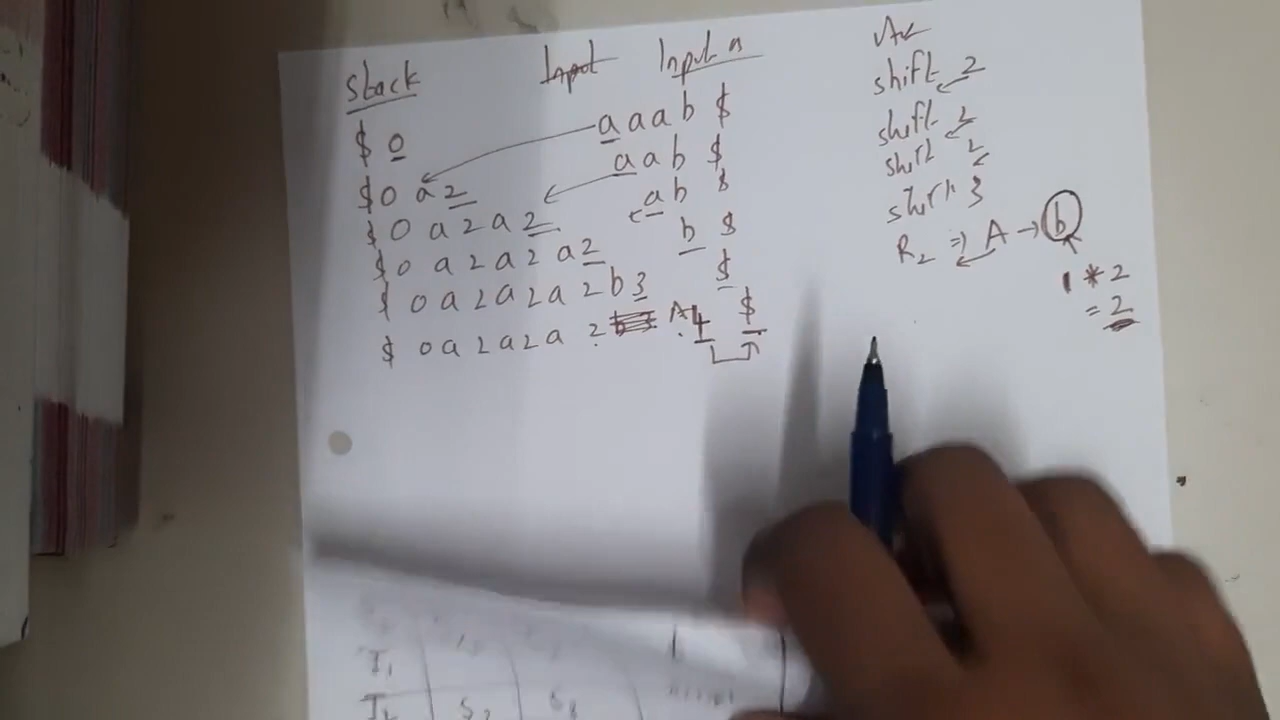 Stack Input Input
$ 0 a a a b $ shift 2
$ 0 a 2 a a b $ shift 2
$ 0 a 2 a 2 a b $ shift 2
$ 0 a 2 a 2 a 2 b $ shift 3
$ 0 a 2 a 2 a 2 b 3 $ R2 => A → b
1 * 2
= 2
$ 0 a 2 a 2 a 2 A 4 $
I1